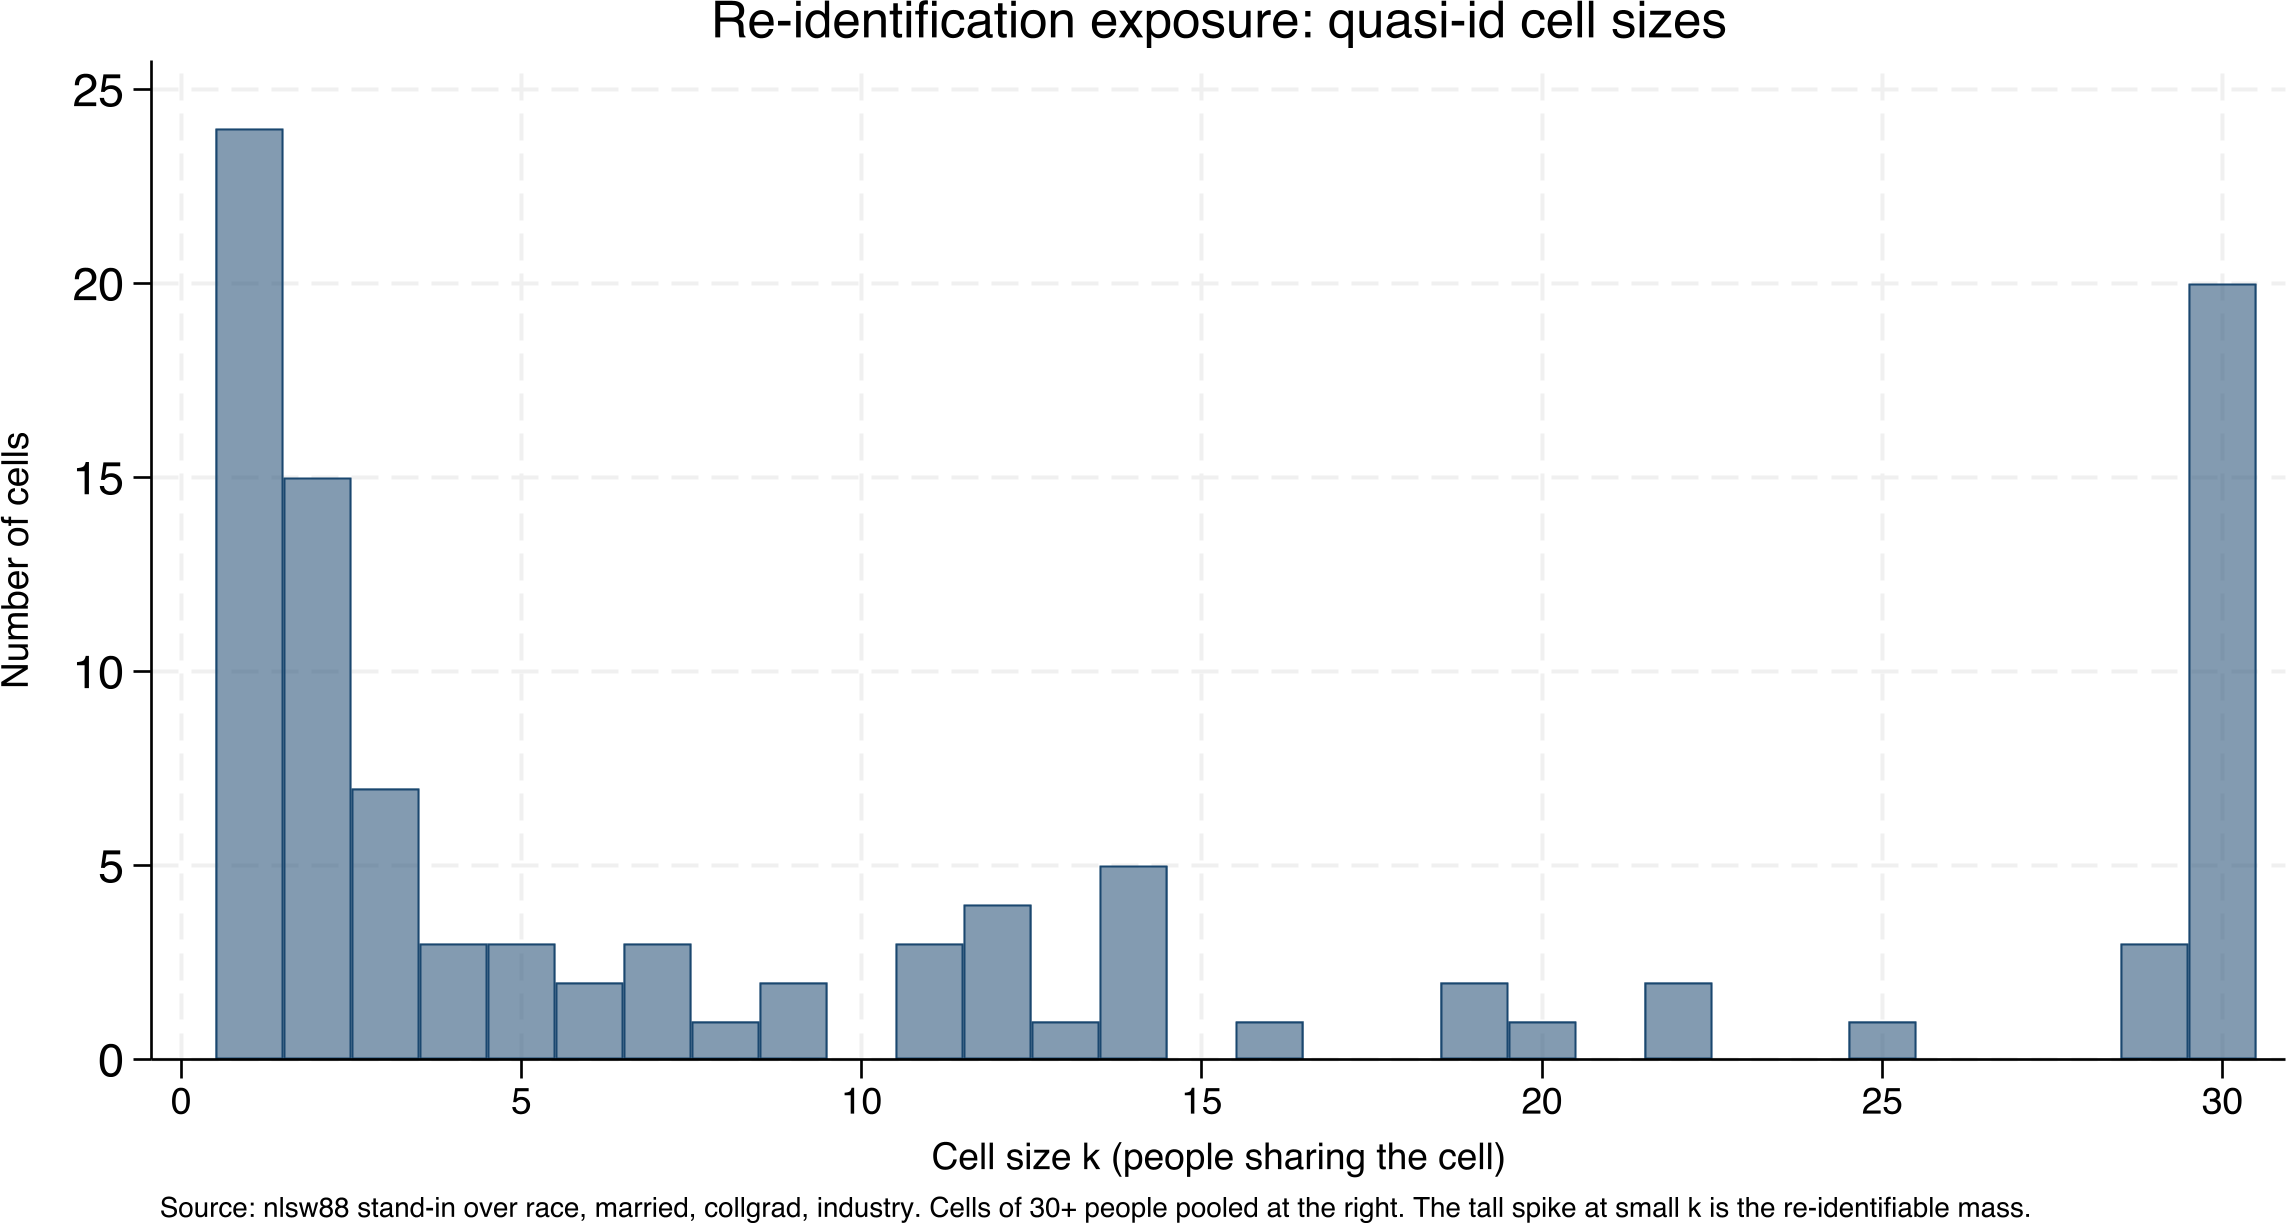 Re-identification exposure: quasi-id cell sizes
25
20
15
10
5
0
Number of cells
0 5 10 15 20 25 30
Cell size k (people sharing the cell)
Source: nlsw88 stand-in over race, married, collgrad, industry. Cells of 30+ people pooled at the right. The tall spike at small k is the re-identifiable mass.